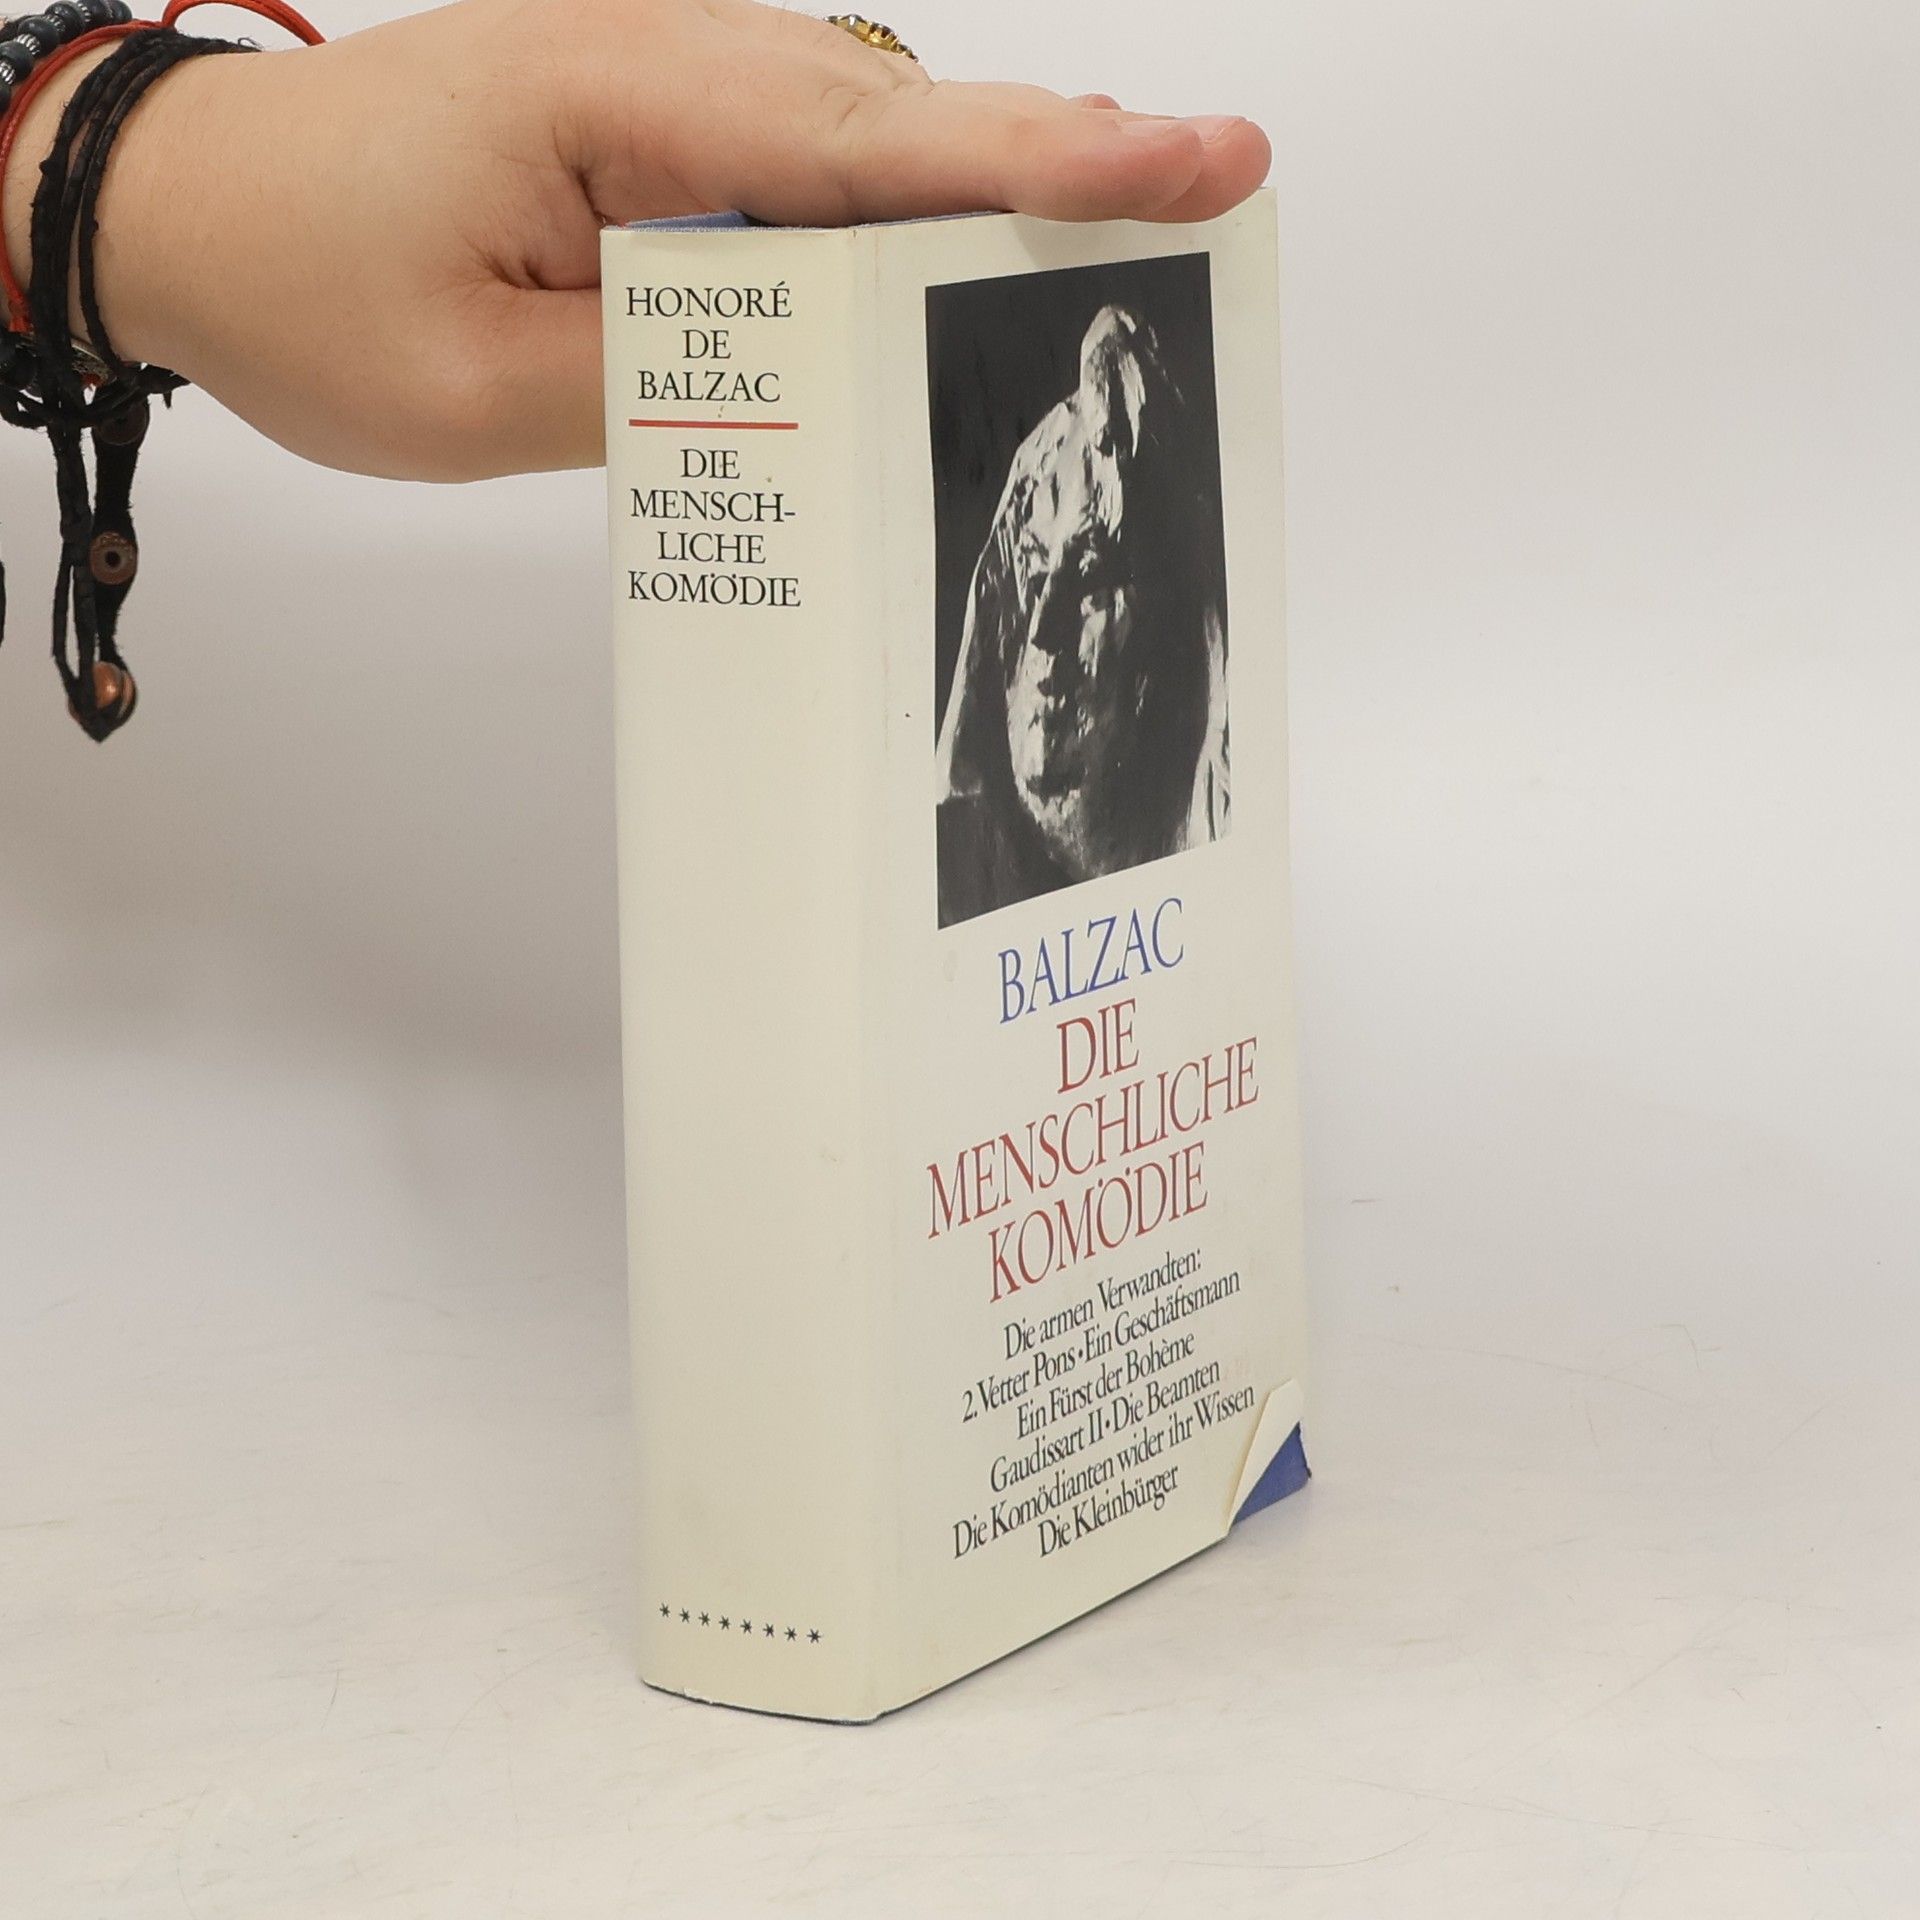 HONORÉ
DE
BALZAC
DIE
MENSCH-
LICHE
KOMÖDIE
********
BALZAC
DIE
MENSCHLICHE
KOMÖDIE
Die armen Verwandten:
2. Vetter Pons • Ein Geschäftsmann
Ein Fürst der Bohème
Gaudissart II • Die Beamten
Die Komödianten wider ihr Wissen
Die Kleinbürger